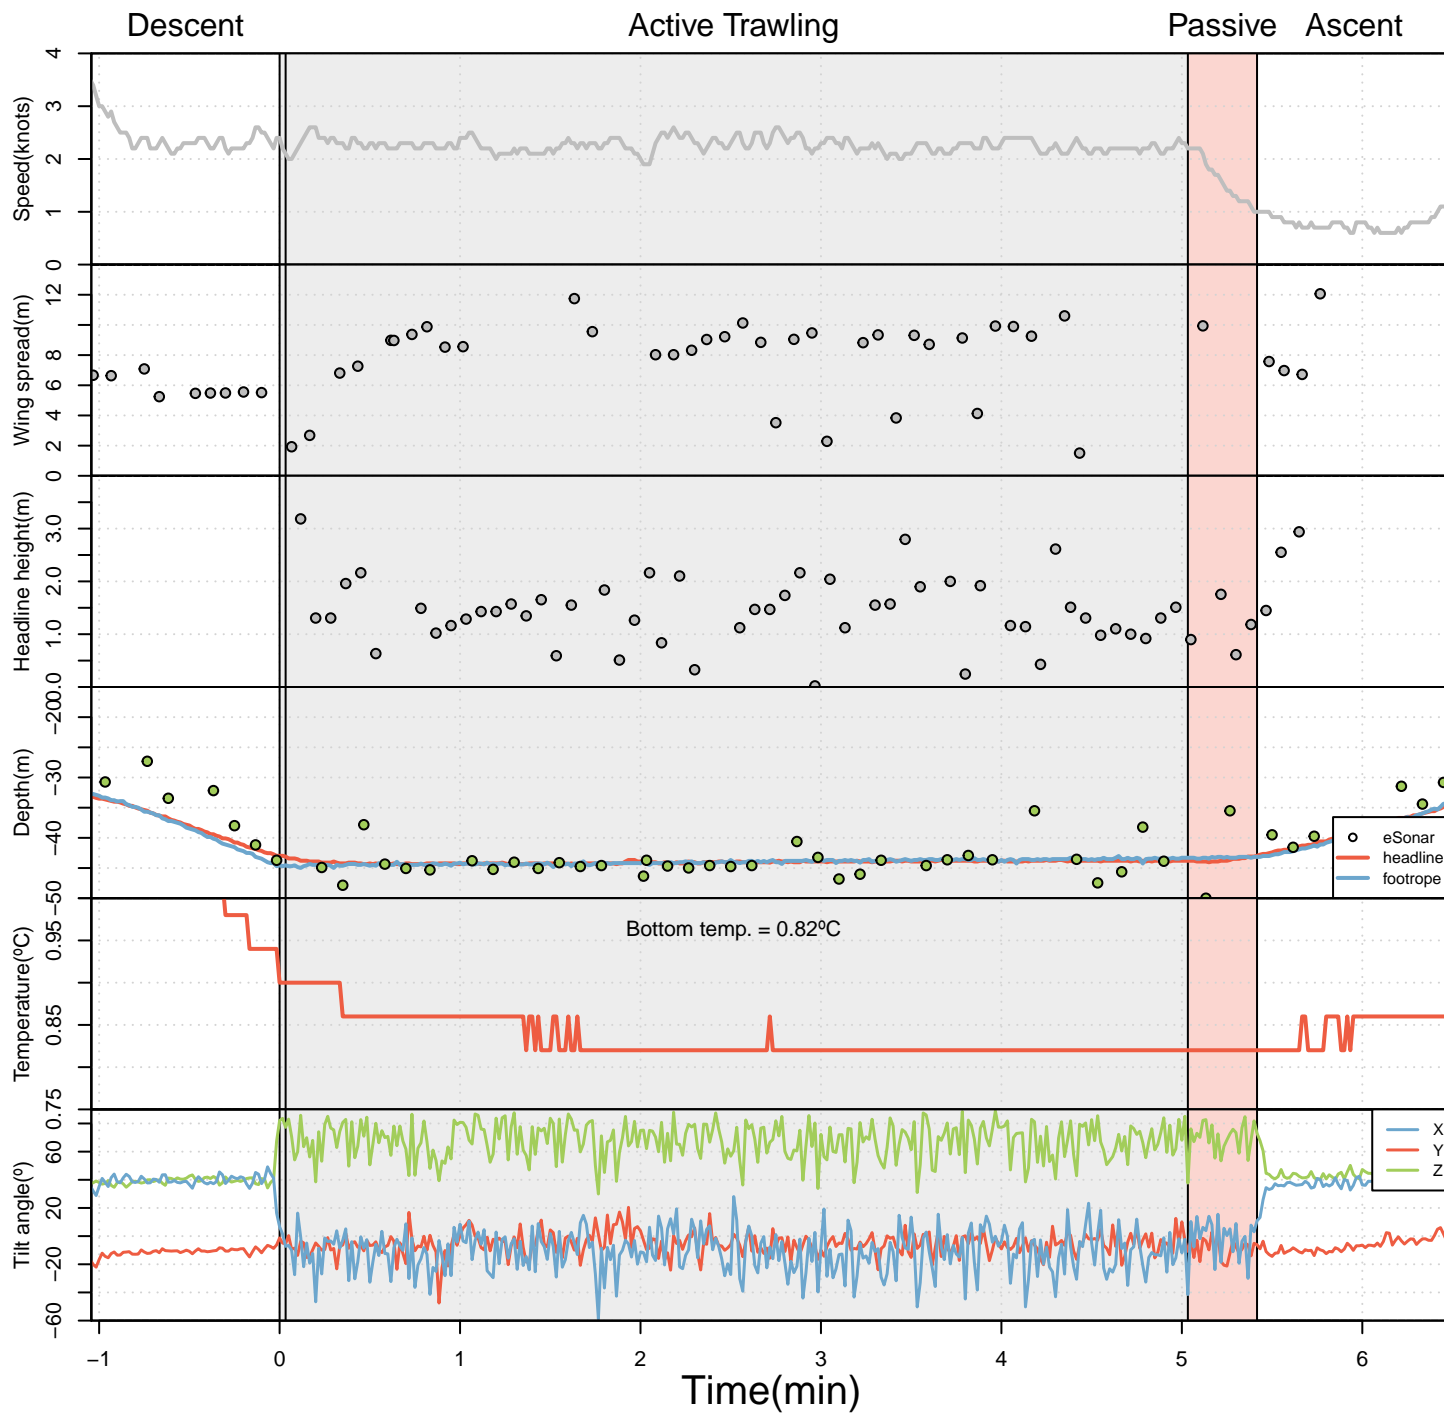 Descent Active Trawling Passive Ascent
Speed(knots)
4
3
2
1
0
Wing spread(m)
12
8
6
4
2
0
Headline height(m)
3.0
2.0
1.0
0.0
Depth(m)
−20
−30
−40
−50
eSonar
headline
footrope
Temperature(ºC)
0.95
0.85
0.75
Bottom temp. = 0.82ºC
Tilt angle(º)
60
20
−20
−60
X
Y
Z
−1 0 1 2 3 4 5 6
Time(min)